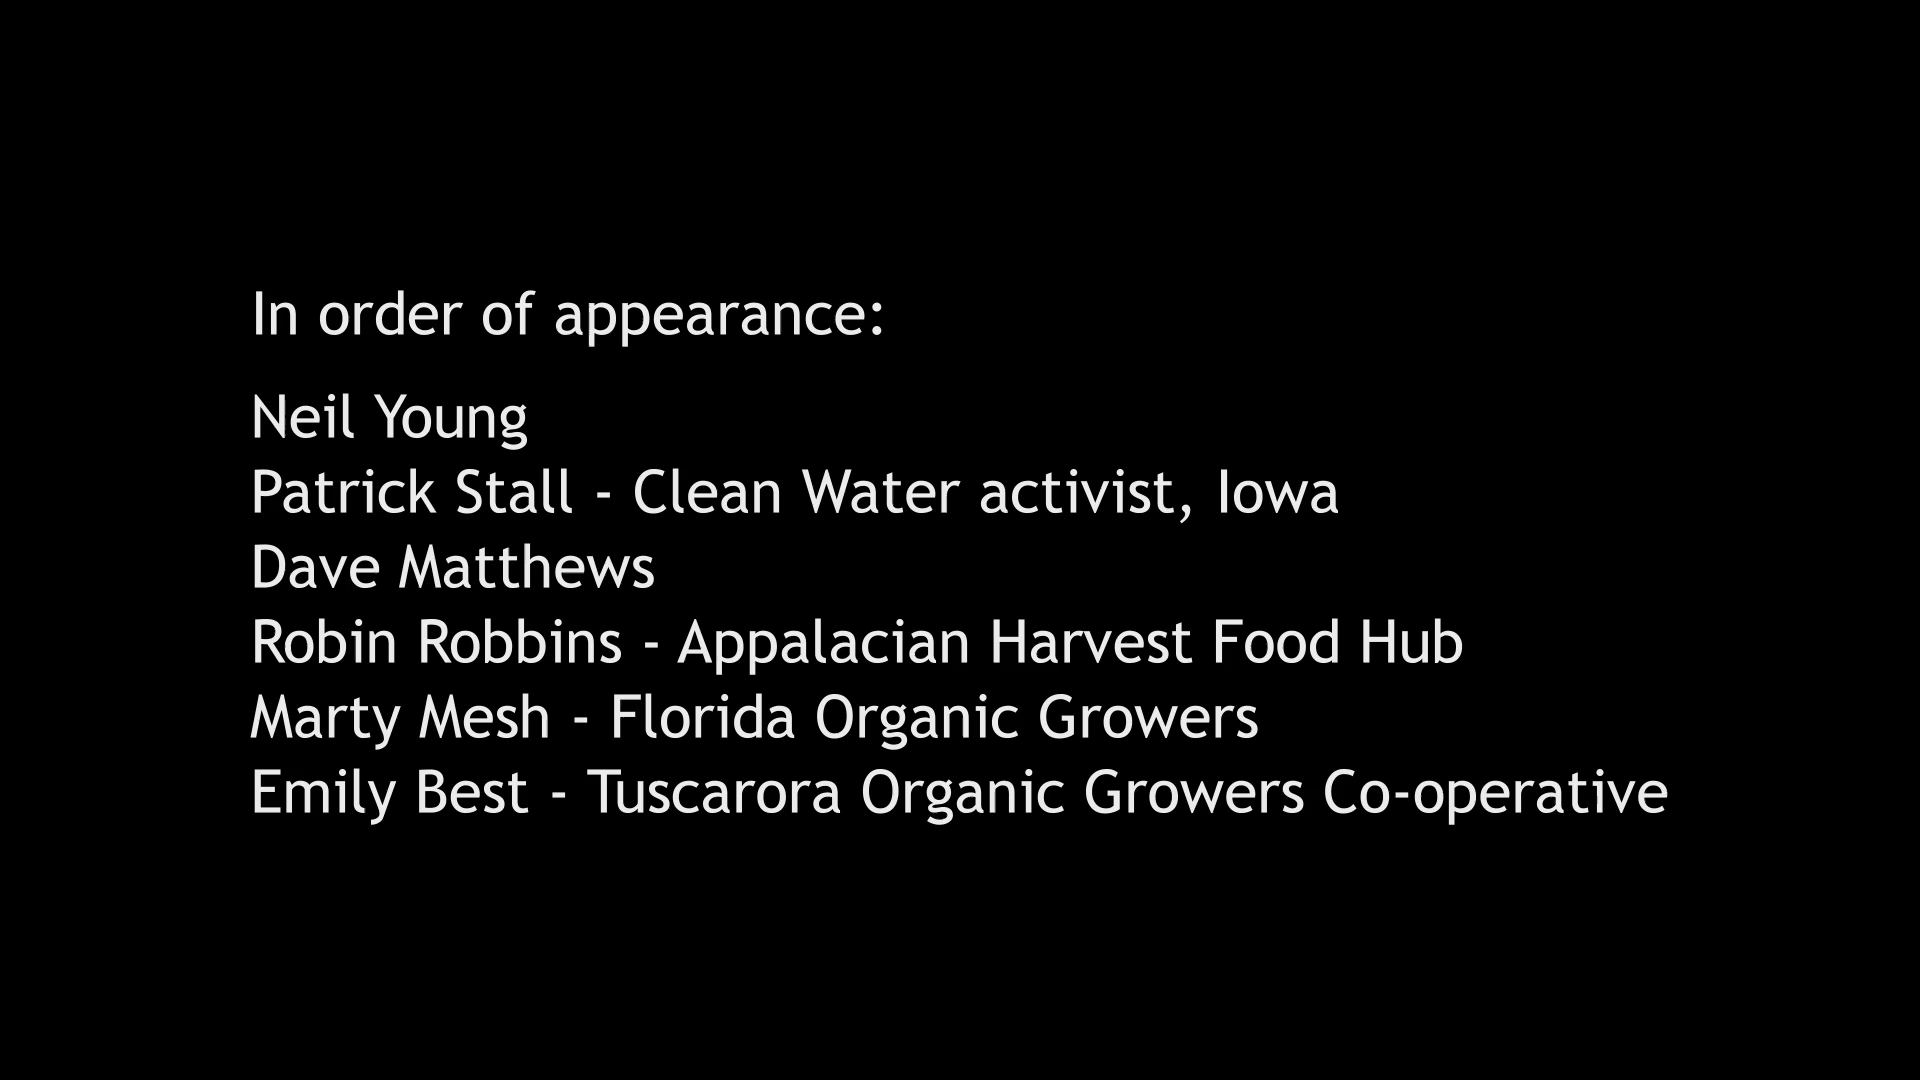 In order of appearance:
Neil Young
Patrick Stall - Clean Water activist, Iowa
Dave Matthews
Robin Robbins - Appalacian Harvest Food Hub
Marty Mesh - Florida Organic Growers
Emily Best - Tuscarora Organic Growers Co-operative